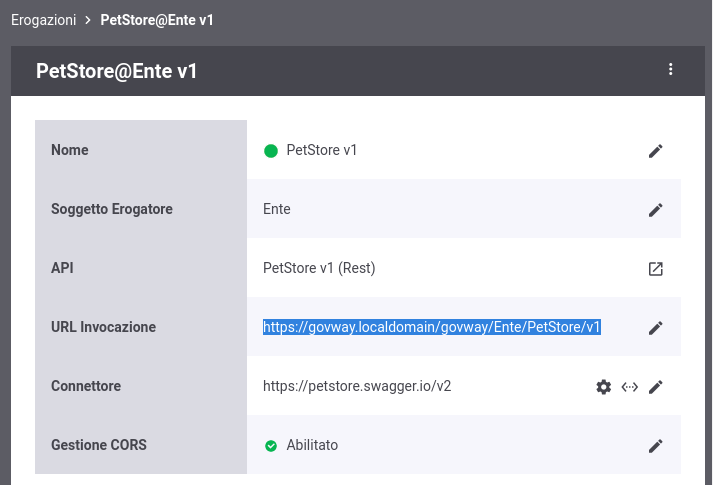 Erogazioni > PetStore@Ente v1
PetStore@Ente v1
Nome PetStore v1
Soggetto Erogatore Ente
API PetStore v1 (Rest)
URL Invocazione https://govway.localdomain/govway/Ente/PetStore/v1
Connettore https://petstore.swagger.io/v2
Gestione CORS Abilitato